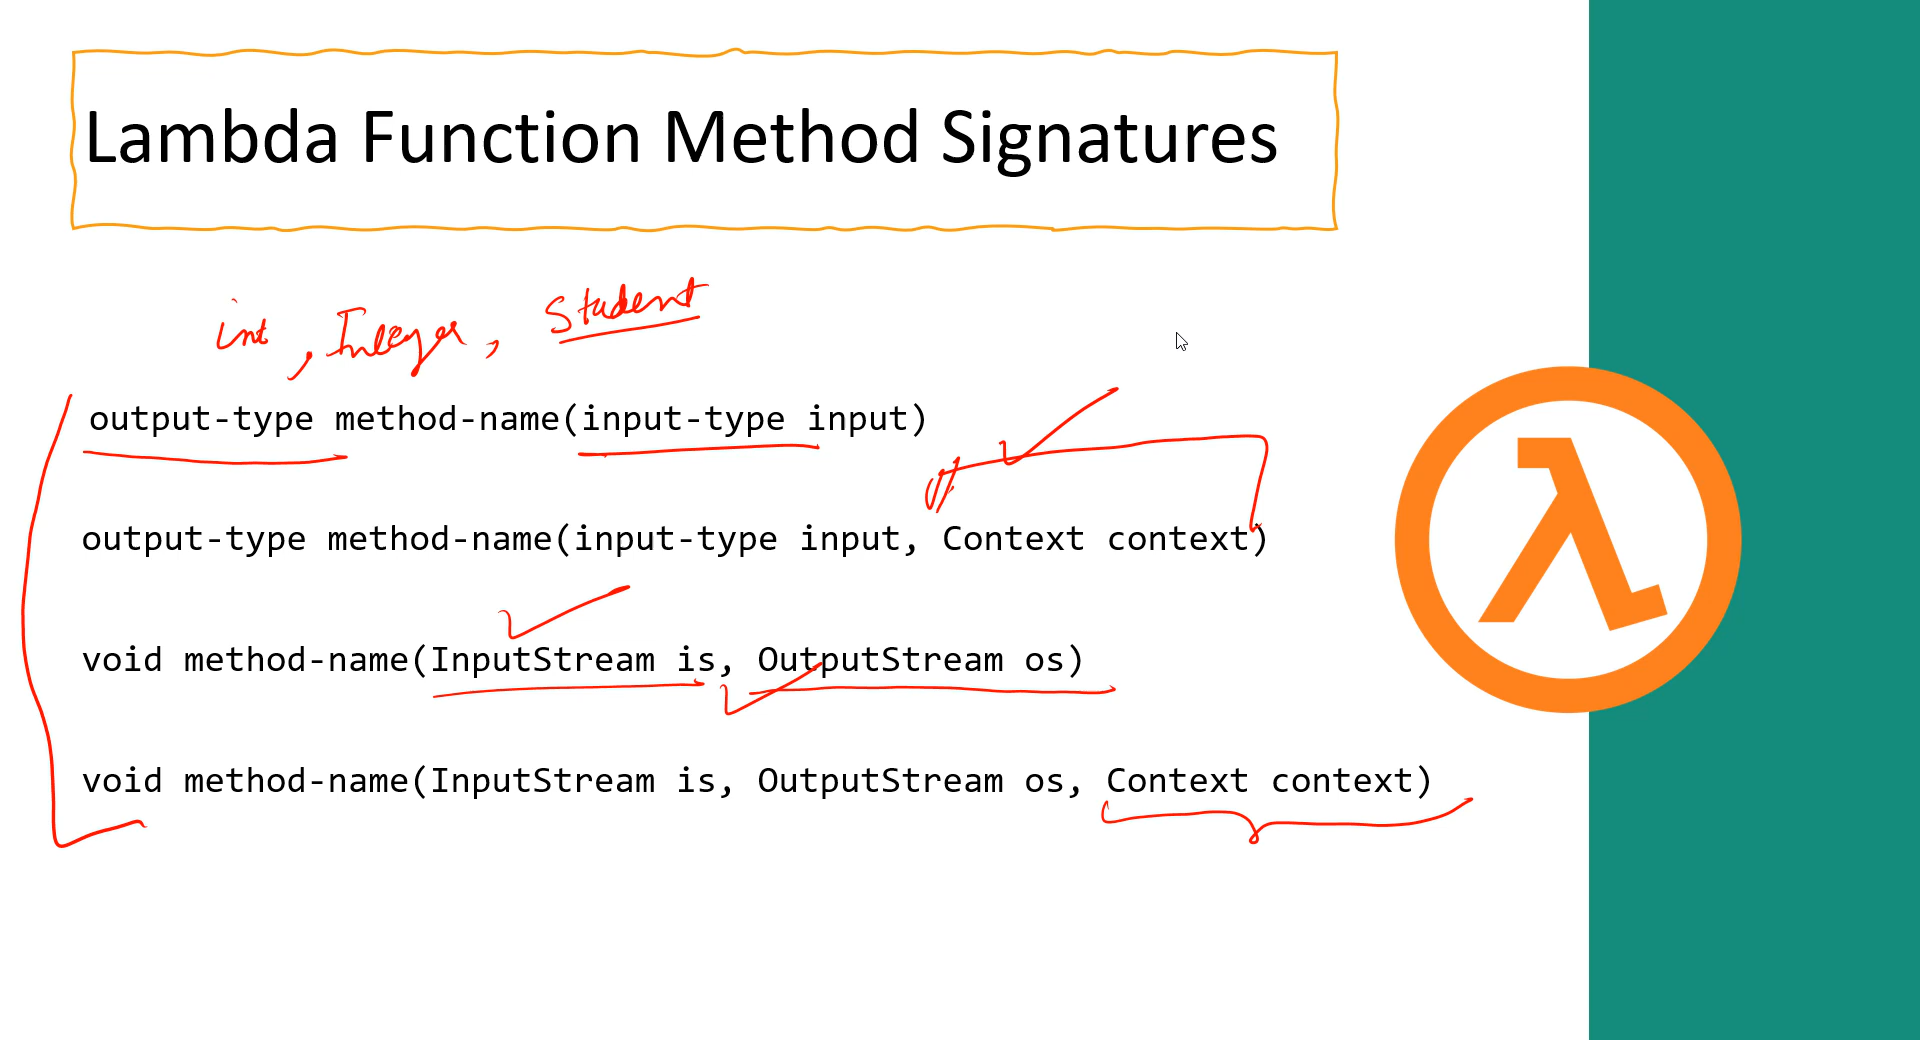 Lambda Function Method Signatures
int, Integer, Student
output-type method-name(input-type input)
output-type method-name(input-type input, Context context)
void method-name(InputStream is, OutputStream os)
void method-name(InputStream is, OutputStream os, Context context)